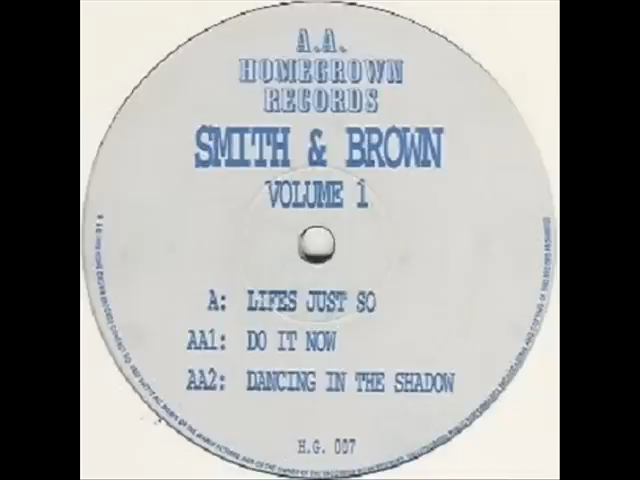 A.A.
HOMEGROWN
RECORDS
SMITH & BROWN
VOLUME 1
A: LIFES JUST SO
AA1: DO IT NOW
AA2: DANCING IN THE SHADOW
H.G. 007